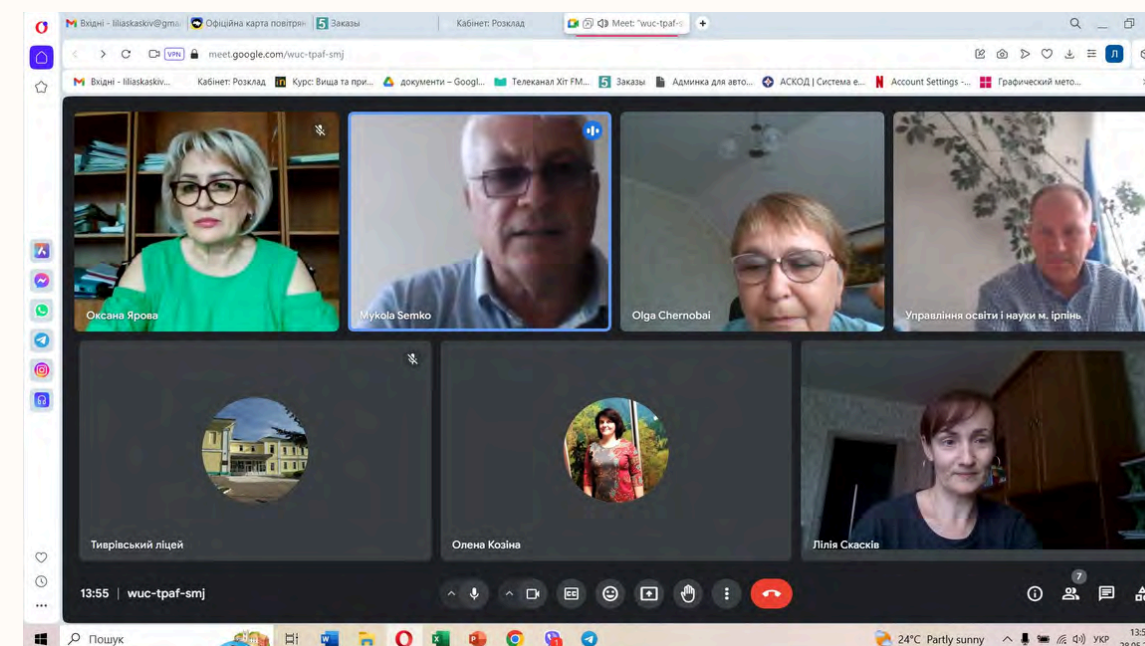 Вхідні - liliaskaskiv@gma
Офіційна карта повітрян
Заказы
Кабінет: Розклад
Meet: "wuc-tpaf-s
VPN
meet.google.com/wuc-tpaf-smj
Л
Вхідні - liliaskaskiv...
Кабінет: Розклад
Курс: Вища та при...
документи – Googl...
Телеканал Хіт FM...
Заказы
Админка для авто...
АСКОД | Система е...
Account Settings -...
Графический мето...
Оксана Ярова
Mykola Semko
Olga Chernobai
Управління освіти і науки м. ірпінь
Тиврівський ліцей
Олена Козіна
Лілія Скасків
13:55 | wuc-tpaf-smj
7
Пошук
24°C Partly sunny
УКР